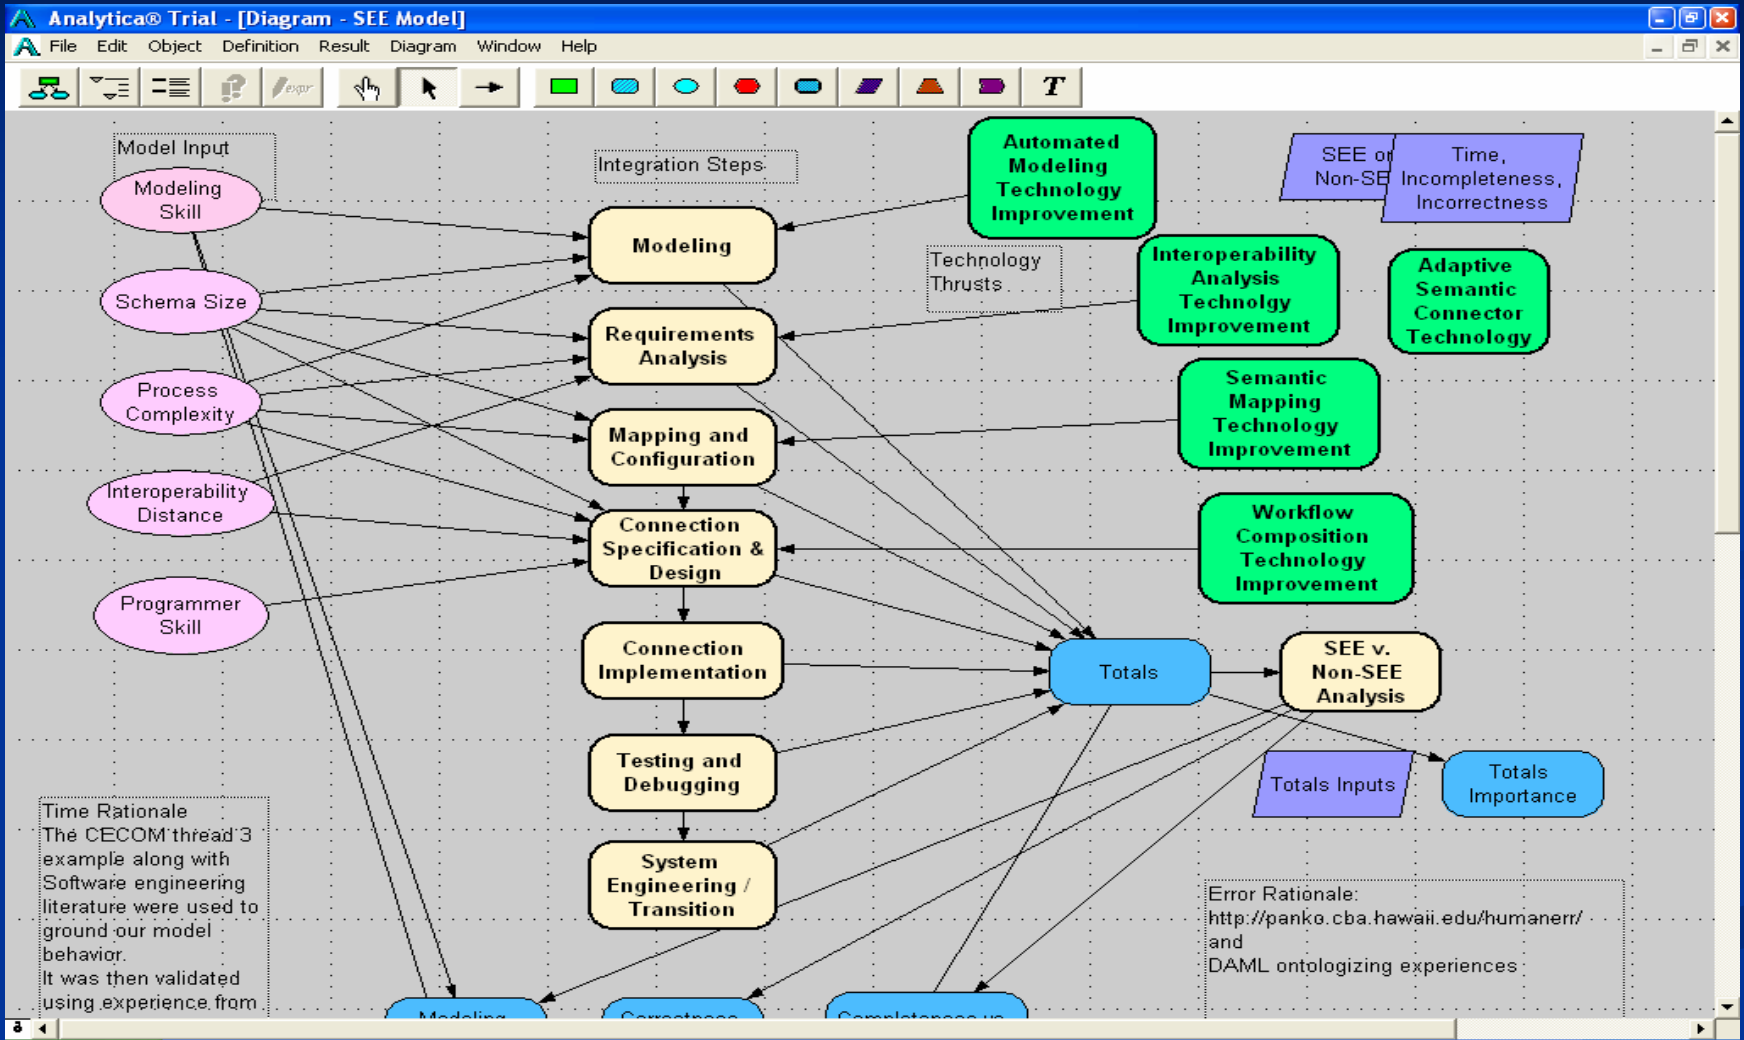 Analytica® Trial - [Diagram - SEE Model]
File Edit Object Definition Result Diagram Window Help
expr
T
Model Input
Modeling
Skill
Schema Size
Process
Complexity
Interoperability
Distance
Programmer
Skill
Time Rationale
The CECOM thread 3
example along with
Software engineering
literature were used to
ground our model
behavior.
It was then validated
using experience from
Integration Steps
Modeling
Requirements
Analysis
Mapping and
Configuration
Connection
Specification &
Design
Connection
Implementation
Testing and
Debugging
System
Engineering /
Transition
Modeling
Correctness
Completeness vs
Technology
Thrusts
Automated
Modeling
Technology
Improvement
Interoperability
Analysis
Technolgy
Improvement
Adaptive
Semantic
Connector
Technology
Semantic
Mapping
Technology
Improvement
Workflow
Composition
Technology
Improvement
SEE or
Non-SE
Time,
Incompleteness,
Incorrectness
Totals
SEE v.
Non-SEE
Analysis
Totals Inputs
Totals
Importance
Error Rationale:
http://panko.cba.hawaii.edu/humanerr/
and
DAML ontologizing experiences